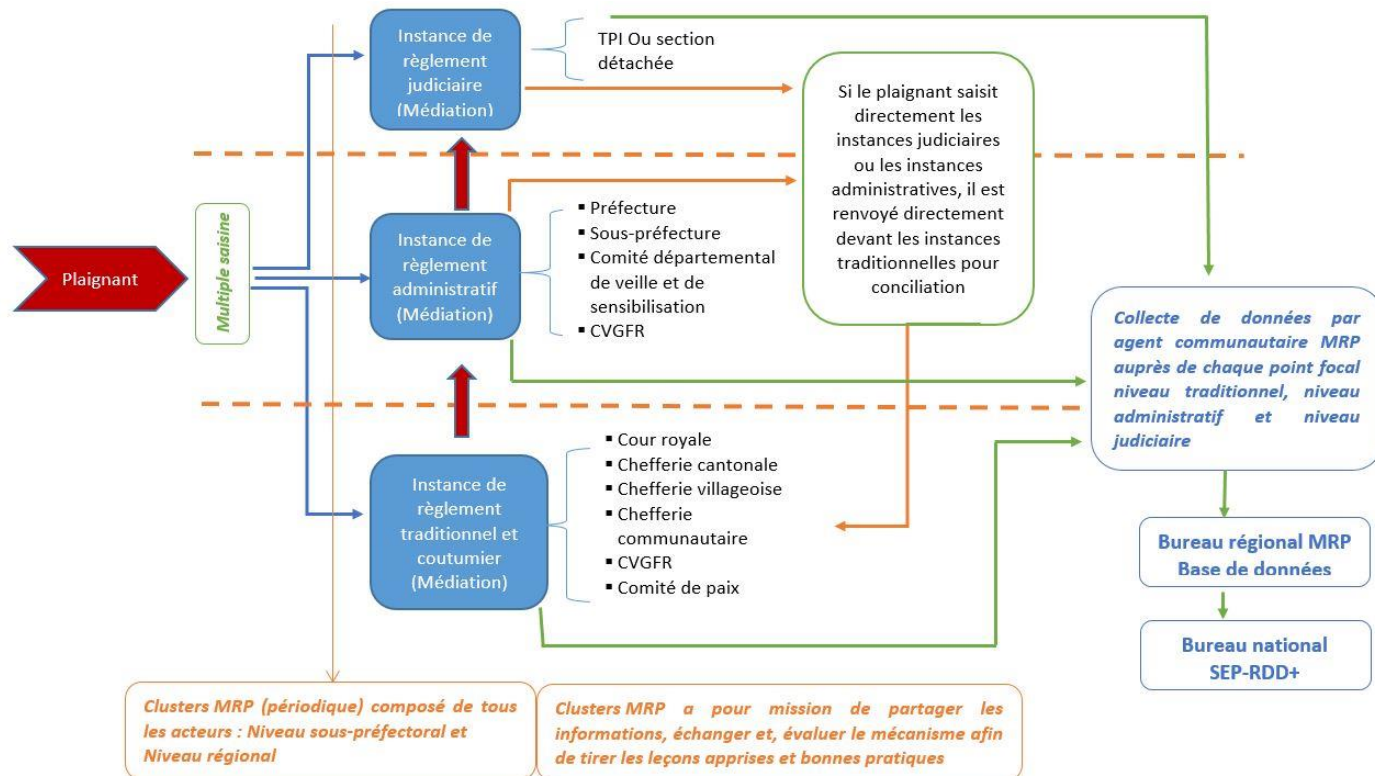 Plaignant
Multiple saisine
Instance de
règlement
judiciaire
(Médiation)
TPI Ou section
détachée
Instance de
règlement
administratif
(Médiation)
▪ Préfecture
▪ Sous-préfecture
▪ Comité départemental
de veille et de
sensibilisation
▪ CVGFR
Instance de
règlement
traditionnel et
coutumier
(Médiation)
▪ Cour royale
▪ Chefferie cantonale
▪ Chefferie villageoise
▪ Chefferie
communautaire
▪ CVGFR
▪ Comité de paix
Si le plaignant saisit
directement les
instances judiciaires
ou les instances
administratives, il est
renvoyé directement
devant les instances
traditionnelles pour
conciliation
Collecte de données par
agent communautaire MRP
auprès de chaque point focal
niveau traditionnel, niveau
administratif et niveau
judiciaire
Bureau régional MRP
Base de données
Bureau national
SEP-RDD+
Clusters MRP (périodique) composé de tous
les acteurs : Niveau sous-préfectoral et
Niveau régional
Clusters MRP a pour mission de partager les
informations, échanger et, évaluer le mécanisme afin
de tirer les leçons apprises et bonnes pratiques